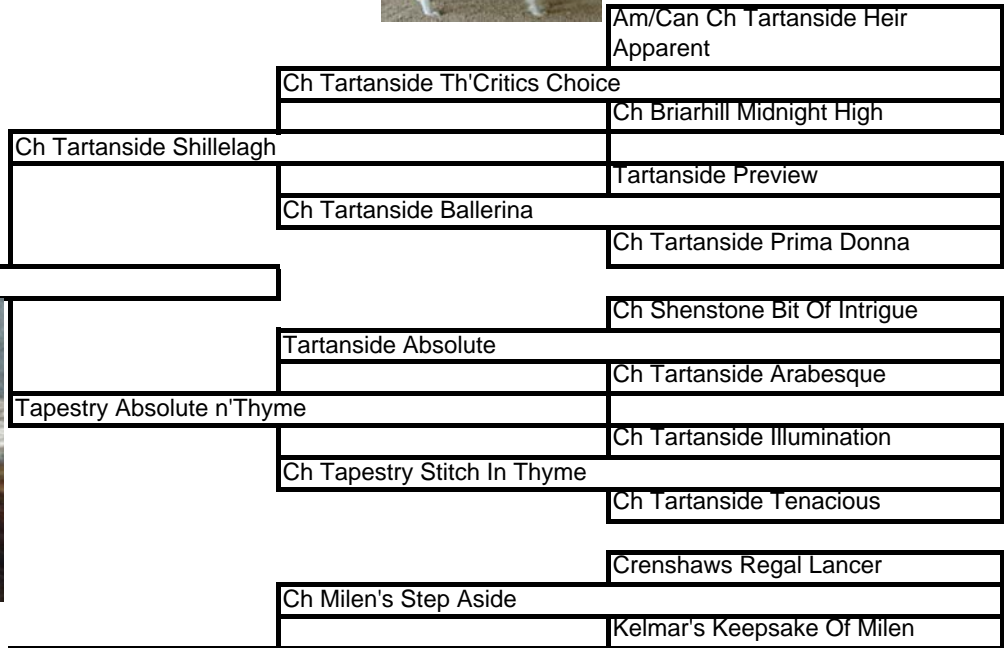 Am/Can Ch Tartanside Heir
Apparent
Ch Tartanside Th'Critics Choice
Ch Briarhill Midnight High
Ch Tartanside Shillelagh
Tartanside Preview
Ch Tartanside Ballerina
Ch Tartanside Prima Donna
Ch Shenstone Bit Of Intrigue
Tartanside Absolute
Ch Tartanside Arabesque
Tapestry Absolute n'Thyme
Ch Tartanside Illumination
Ch Tapestry Stitch In Thyme
Ch Tartanside Tenacious
Crenshaws Regal Lancer
Ch Milen's Step Aside
Kelmar's Keepsake Of Milen